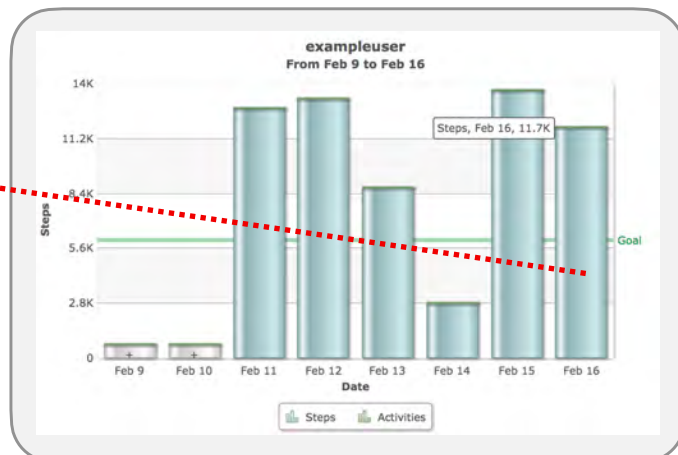 exampleuser
From Feb 9 to Feb 16
14K
Steps, Feb 16, 11.7K
11.2K
8.4K
Steps
Goal
5.6K
2.8K
0
+ +
Feb 9 Feb 10 Feb 11 Feb 12 Feb 13 Feb 14 Feb 15 Feb 16
Date
Steps Activities